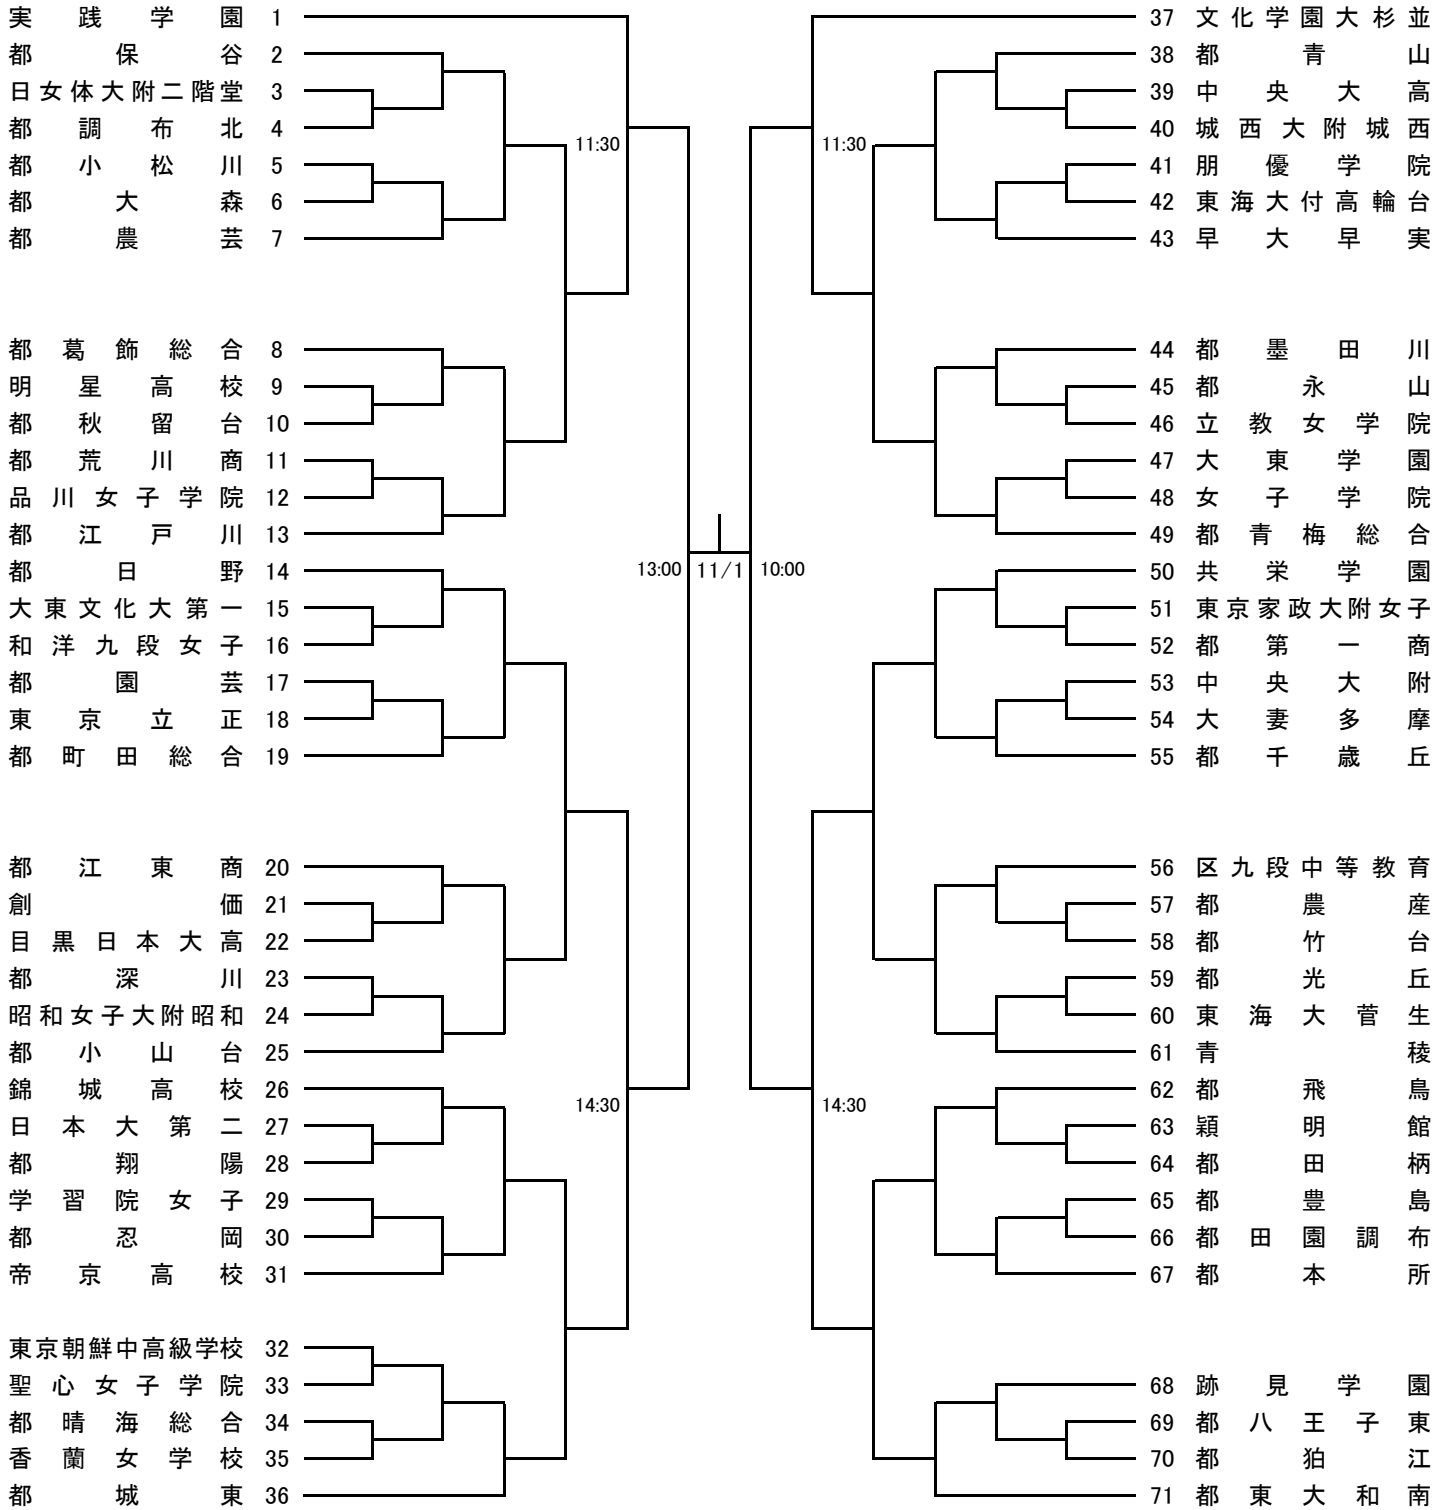 実践学園 1
都保谷 2
日女体大附二階堂 3
都調布北 4
都小松川 5
都大森 6
都農芸 7
都葛飾総合 8
明星高校 9
都秋留台 10
都荒川商 11
品川女子学院 12
都江戸川 13
都日野 14
大東文化大第一 15
和洋九段女子 16
都園芸 17
東京立正 18
都町田総合 19
都江東商 20
創価 21
目黒日本大高 22
都深川 23
昭和女子大附昭和 24
都小山台 25
錦城高校 26
日本大第二 27
都翔陽 28
学習院女子 29
都忍岡 30
帝京高校 31
東京朝鮮中高級学校 32
聖心女子学院 33
都晴海総合 34
香蘭女学校 35
都城東 36
11:30
13:00
14:30
11/1
11:30
10:00
14:30
37 文化学園大杉並
38 都青山
39 中央大高
40 城西大附城西
41 朋優学院
42 東海大付高輪台
43 早大早実
44 都墨田川
45 都永山
46 立教女学院
47 大東学園
48 女子学院
49 都青梅総合
50 共栄学園
51 東京家政大附女子
52 都第一商
53 中央大附
54 大妻多摩
55 都千歳丘
56 区九段中等教育
57 都農産
58 都竹台
59 都光丘
60 東海大菅生
61 青稜
62 都飛鳥
63 穎明館
64 都田柄
65 都豊島
66 都田園調布
67 都本所
68 跡見学園
69 都八王子東
70 都狛江
71 都東大和南